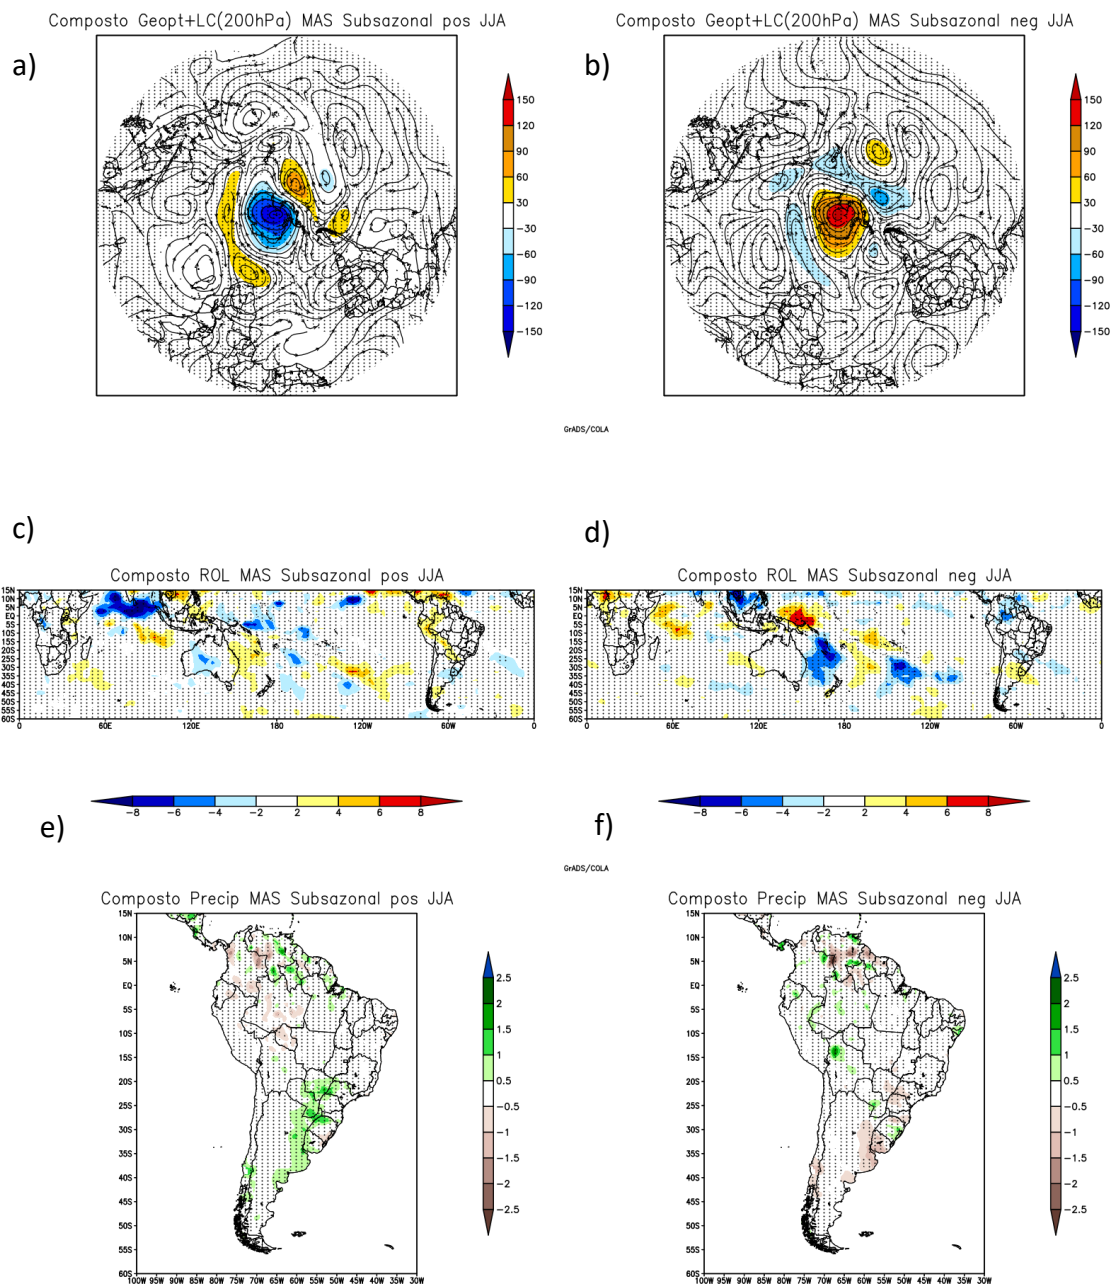 Composto Geopt+LC(200hPa) MAS Subsazonal pos JJA
Composto Geopt+LC(200hPa) MAS Subsazonal neg JJA
a)
b)
150
120
90
60
30
-30
-60
-90
-120
-150
150
120
90
60
30
-30
-60
-90
-120
-150
GrADS/COLA
c)
d)
Composto ROL MAS Subsazonal pos JJA
Composto ROL MAS Subsazonal neg JJA
15N
10N
5N
EQ
5S
10S
15S
20S
25S
30S
35S
40S
45S
50S
55S
60S
0 60E 120E 180 120W 60W 0
15N
10N
5N
EQ
5S
10S
15S
20S
25S
30S
35S
40S
45S
50S
55S
60S
0 60E 120E 180 120W 60W 0
-8 -6 -4 -2 2 4 6 8
-8 -6 -4 -2 2 4 6 8
e)
f)
GrADS/COLA
Composto Precip MAS Subsazonal pos JJA
Composto Precip MAS Subsazonal neg JJA
15N
10N
5N
EQ
5S
10S
15S
20S
25S
30S
35S
40S
45S
50S
55S
60S
100W 95W 90W 85W 80W 75W 70W 65W 60W 55W 50W 45W 40W 35W 30W
2.5
2
1.5
1
0.5
-0.5
-1
-1.5
-2
-2.5
15N
10N
5N
EQ
5S
10S
15S
20S
25S
30S
35S
40S
45S
50S
55S
60S
100W 95W 90W 85W 80W 75W 70W 65W 60W 55W 50W 45W 40W 35W 30W
2.5
2
1.5
1
0.5
-0.5
-1
-1.5
-2
-2.5